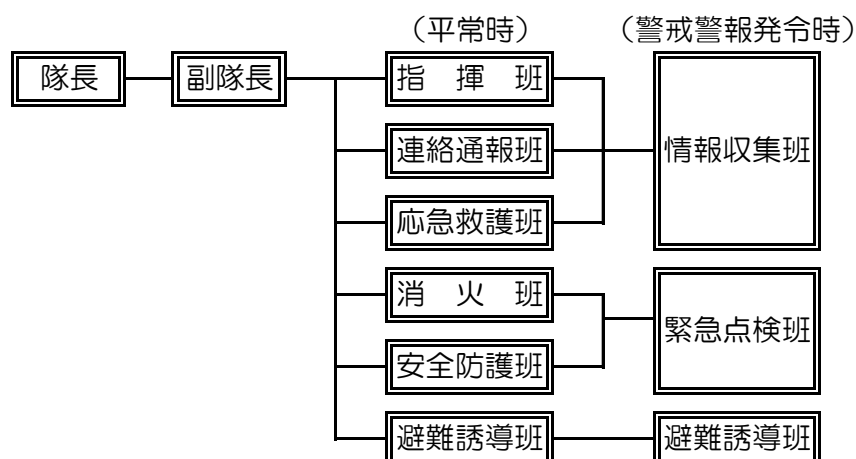 （平常時） （警戒警報発令時）
隊長 副隊長 指　揮　班
連絡通報班 情報収集班
応急救護班
消　火　班
緊急点検班
安全防護班
避難誘導班 避難誘導班